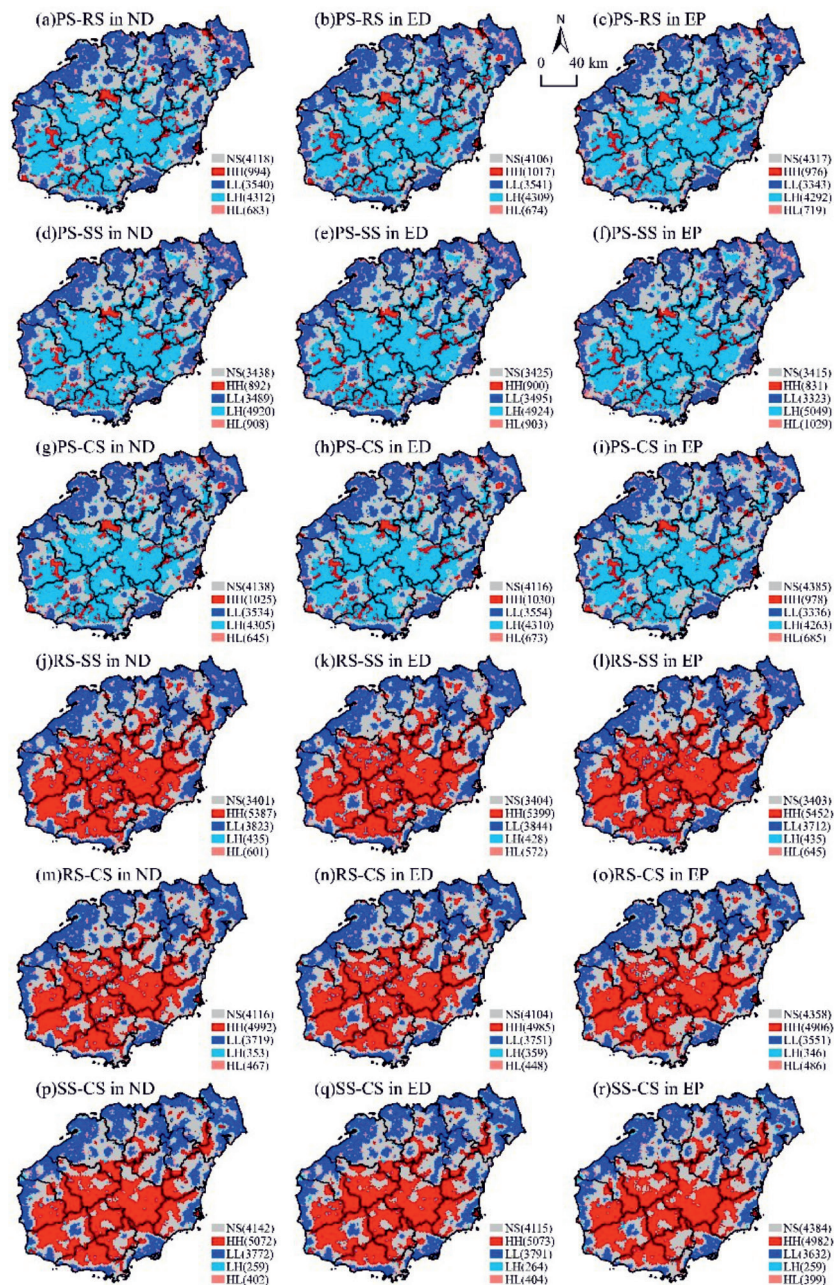 (a)PS-RS in ND
(b)PS-RS in ED
N
(c)PS-RS in EP
0 40 km
NS(4118)
HH(994)
LL(3540)
LH(4312)
HL(683)
NS(4106)
HH(1017)
LL(3541)
LH(4309)
HL(674)
NS(4317)
HH(976)
LL(3343)
LH(4292)
HL(719)
(d)PS-SS in ND
(e)PS-SS in ED
(f)PS-SS in EP
NS(3438)
HH(892)
LL(3489)
LH(4920)
HL(908)
NS(3425)
HH(900)
LL(3495)
LH(4924)
HL(903)
NS(3415)
HH(831)
LL(3323)
LH(5049)
HL(1029)
(g)PS-CS in ND
(h)PS-CS in ED
(i)PS-CS in EP
NS(4138)
HH(1025)
LL(3534)
LH(4305)
HL(645)
NS(4116)
HH(1030)
LL(3554)
LH(4310)
HL(673)
NS(4385)
HH(978)
LL(3336)
LH(4263)
HL(685)
(j)RS-SS in ND
(k)RS-SS in ED
(l)RS-SS in EP
NS(3401)
HH(5387)
LL(3823)
LH(435)
HL(601)
NS(3404)
HH(5399)
LL(3844)
LH(428)
HL(572)
NS(3403)
HH(5452)
LL(3712)
LH(435)
HL(645)
(m)RS-CS in ND
(n)RS-CS in ED
(o)RS-CS in EP
NS(4116)
HH(4992)
LL(3719)
LH(353)
HL(467)
NS(4104)
HH(4985)
LL(3751)
LH(359)
HL(448)
NS(4358)
HH(4906)
LL(3551)
LH(346)
HL(486)
(p)SS-CS in ND
(q)SS-CS in ED
(r)SS-CS in EP
NS(4142)
HH(5072)
LL(3772)
LH(259)
HL(402)
NS(4115)
HH(5073)
LL(3791)
LH(264)
HL(404)
NS(4384)
HH(4982)
LL(3632)
LH(259)
HL(399)